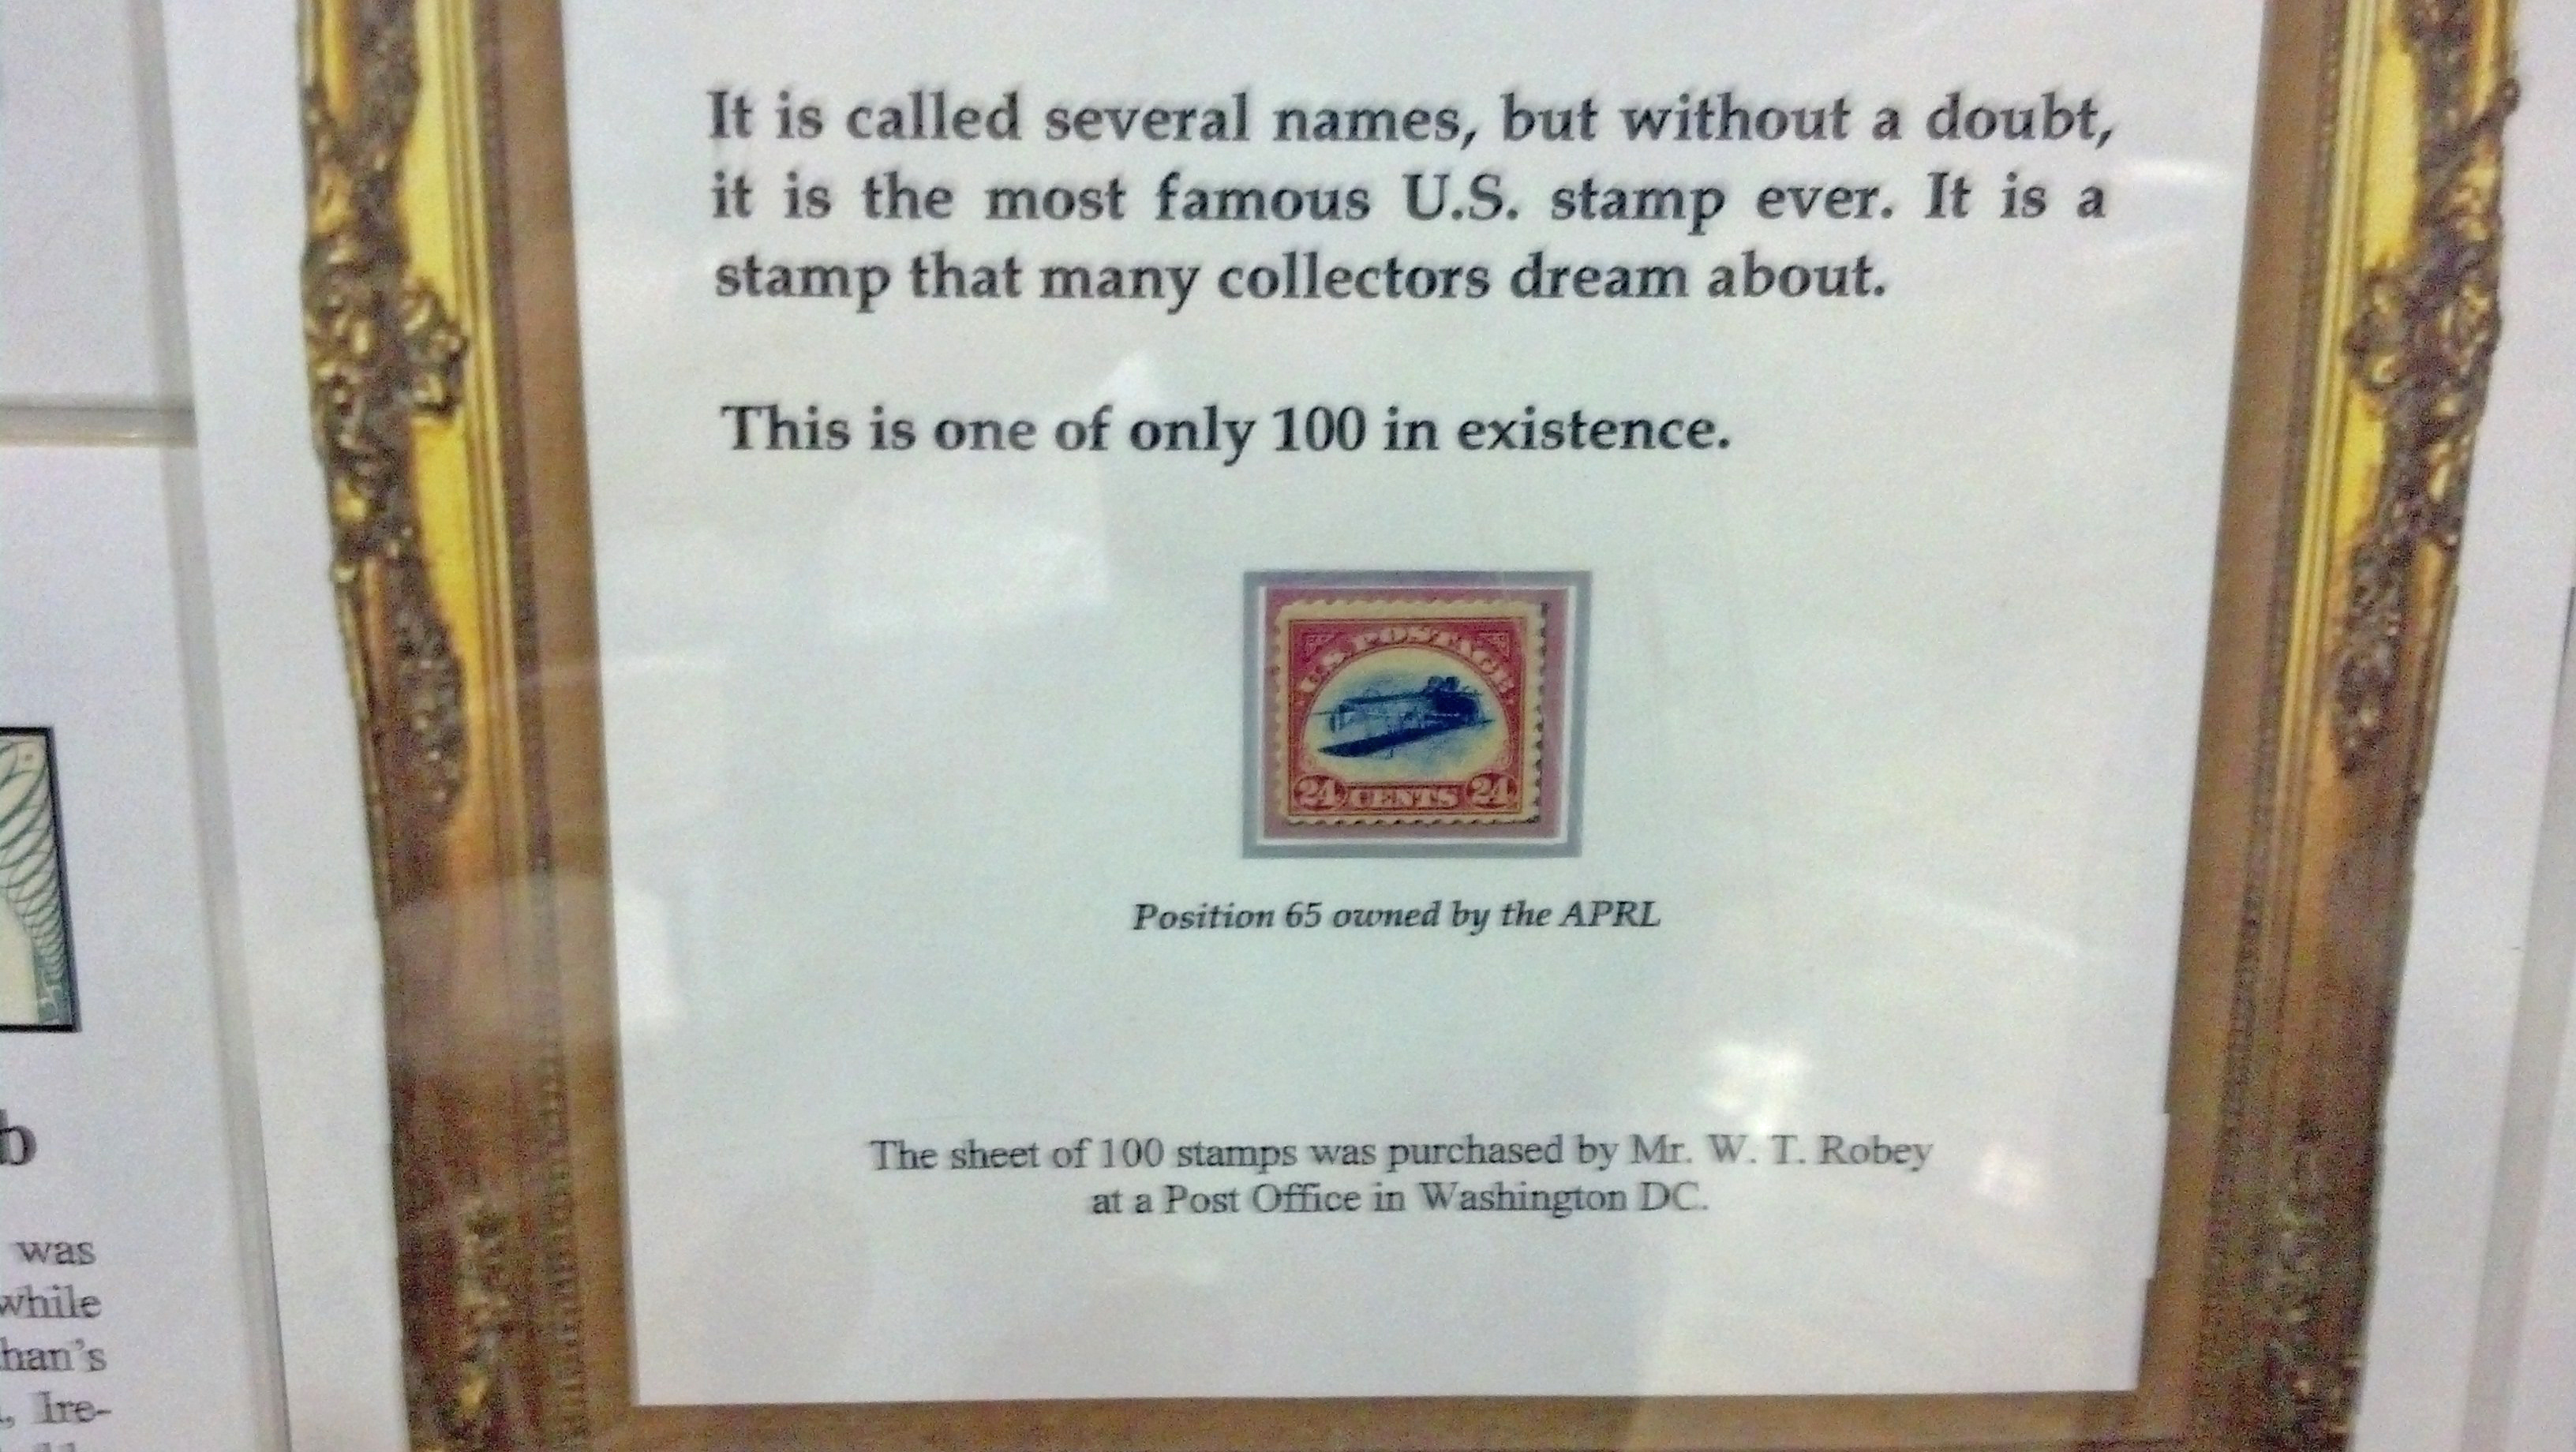 It is called several names, but without a doubt,
it is the most famous U.S. stamp ever. It is a
stamp that many collectors dream about.
This is one of only 100 in existence.
U.S. POSTAGE
24 CENTS 24
Position 65 owned by the APRL
The sheet of 100 stamps was purchased by Mr. W. T. Robey
at a Post Office in Washington DC.
b
was
while
han's
, Ire-